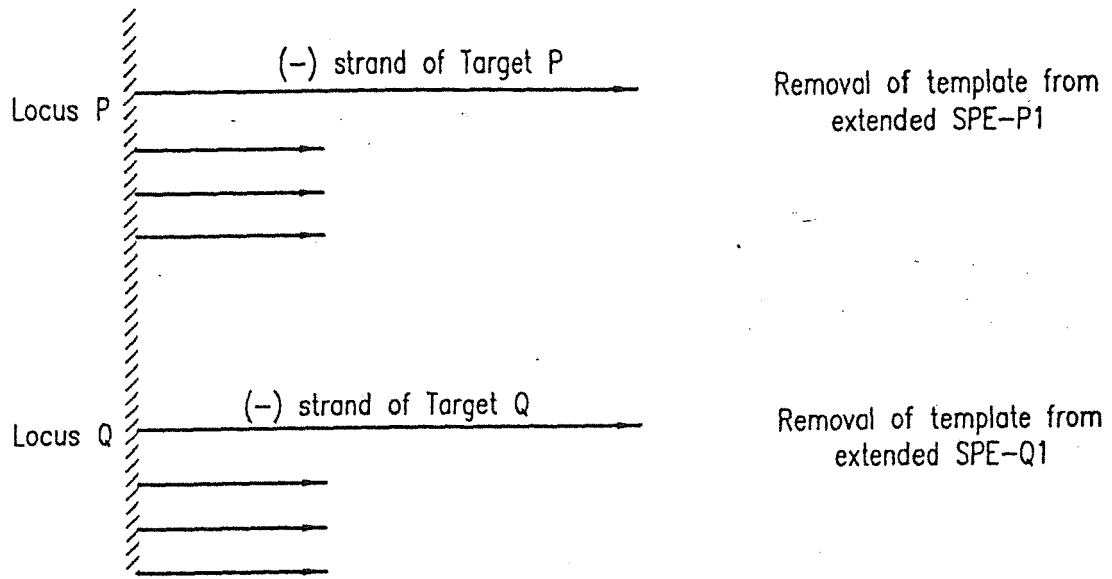 (-) strand of Target P
Locus P
Removal of template from
extended SPE-P1
(-) strand of Target Q
Locus Q
Removal of template from
extended SPE-Q1